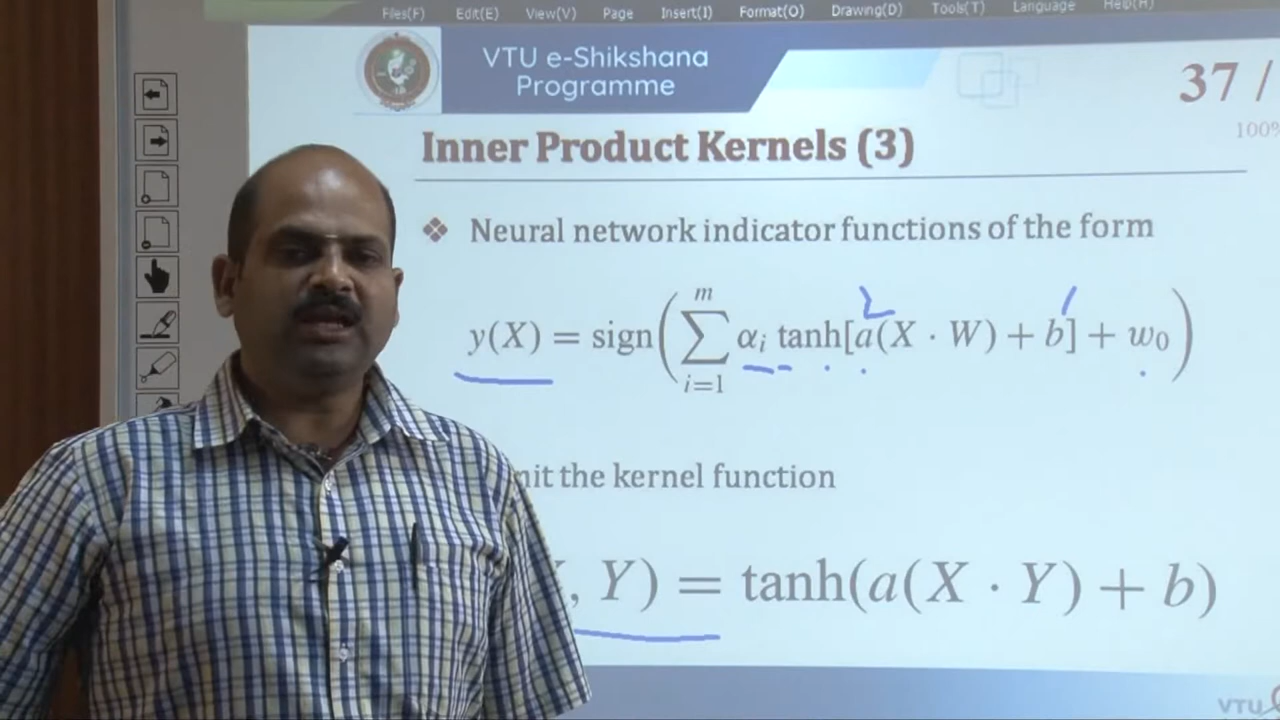 Files(F) Edit(E) View(V) Page Insert(I) Format(O) Drawing(D) Tools(T) Language Help(H)
VTU e-Shikshana
Programme
37 /
100%
Inner Product Kernels (3)
❖ Neural network indicator functions of the form
y(X) = sign(∑_{i=1}^{m} α_i tanh[a(X · W) + b] + w_0)
mit the kernel function
, Y) = tanh(a(X · Y) + b)
VTU